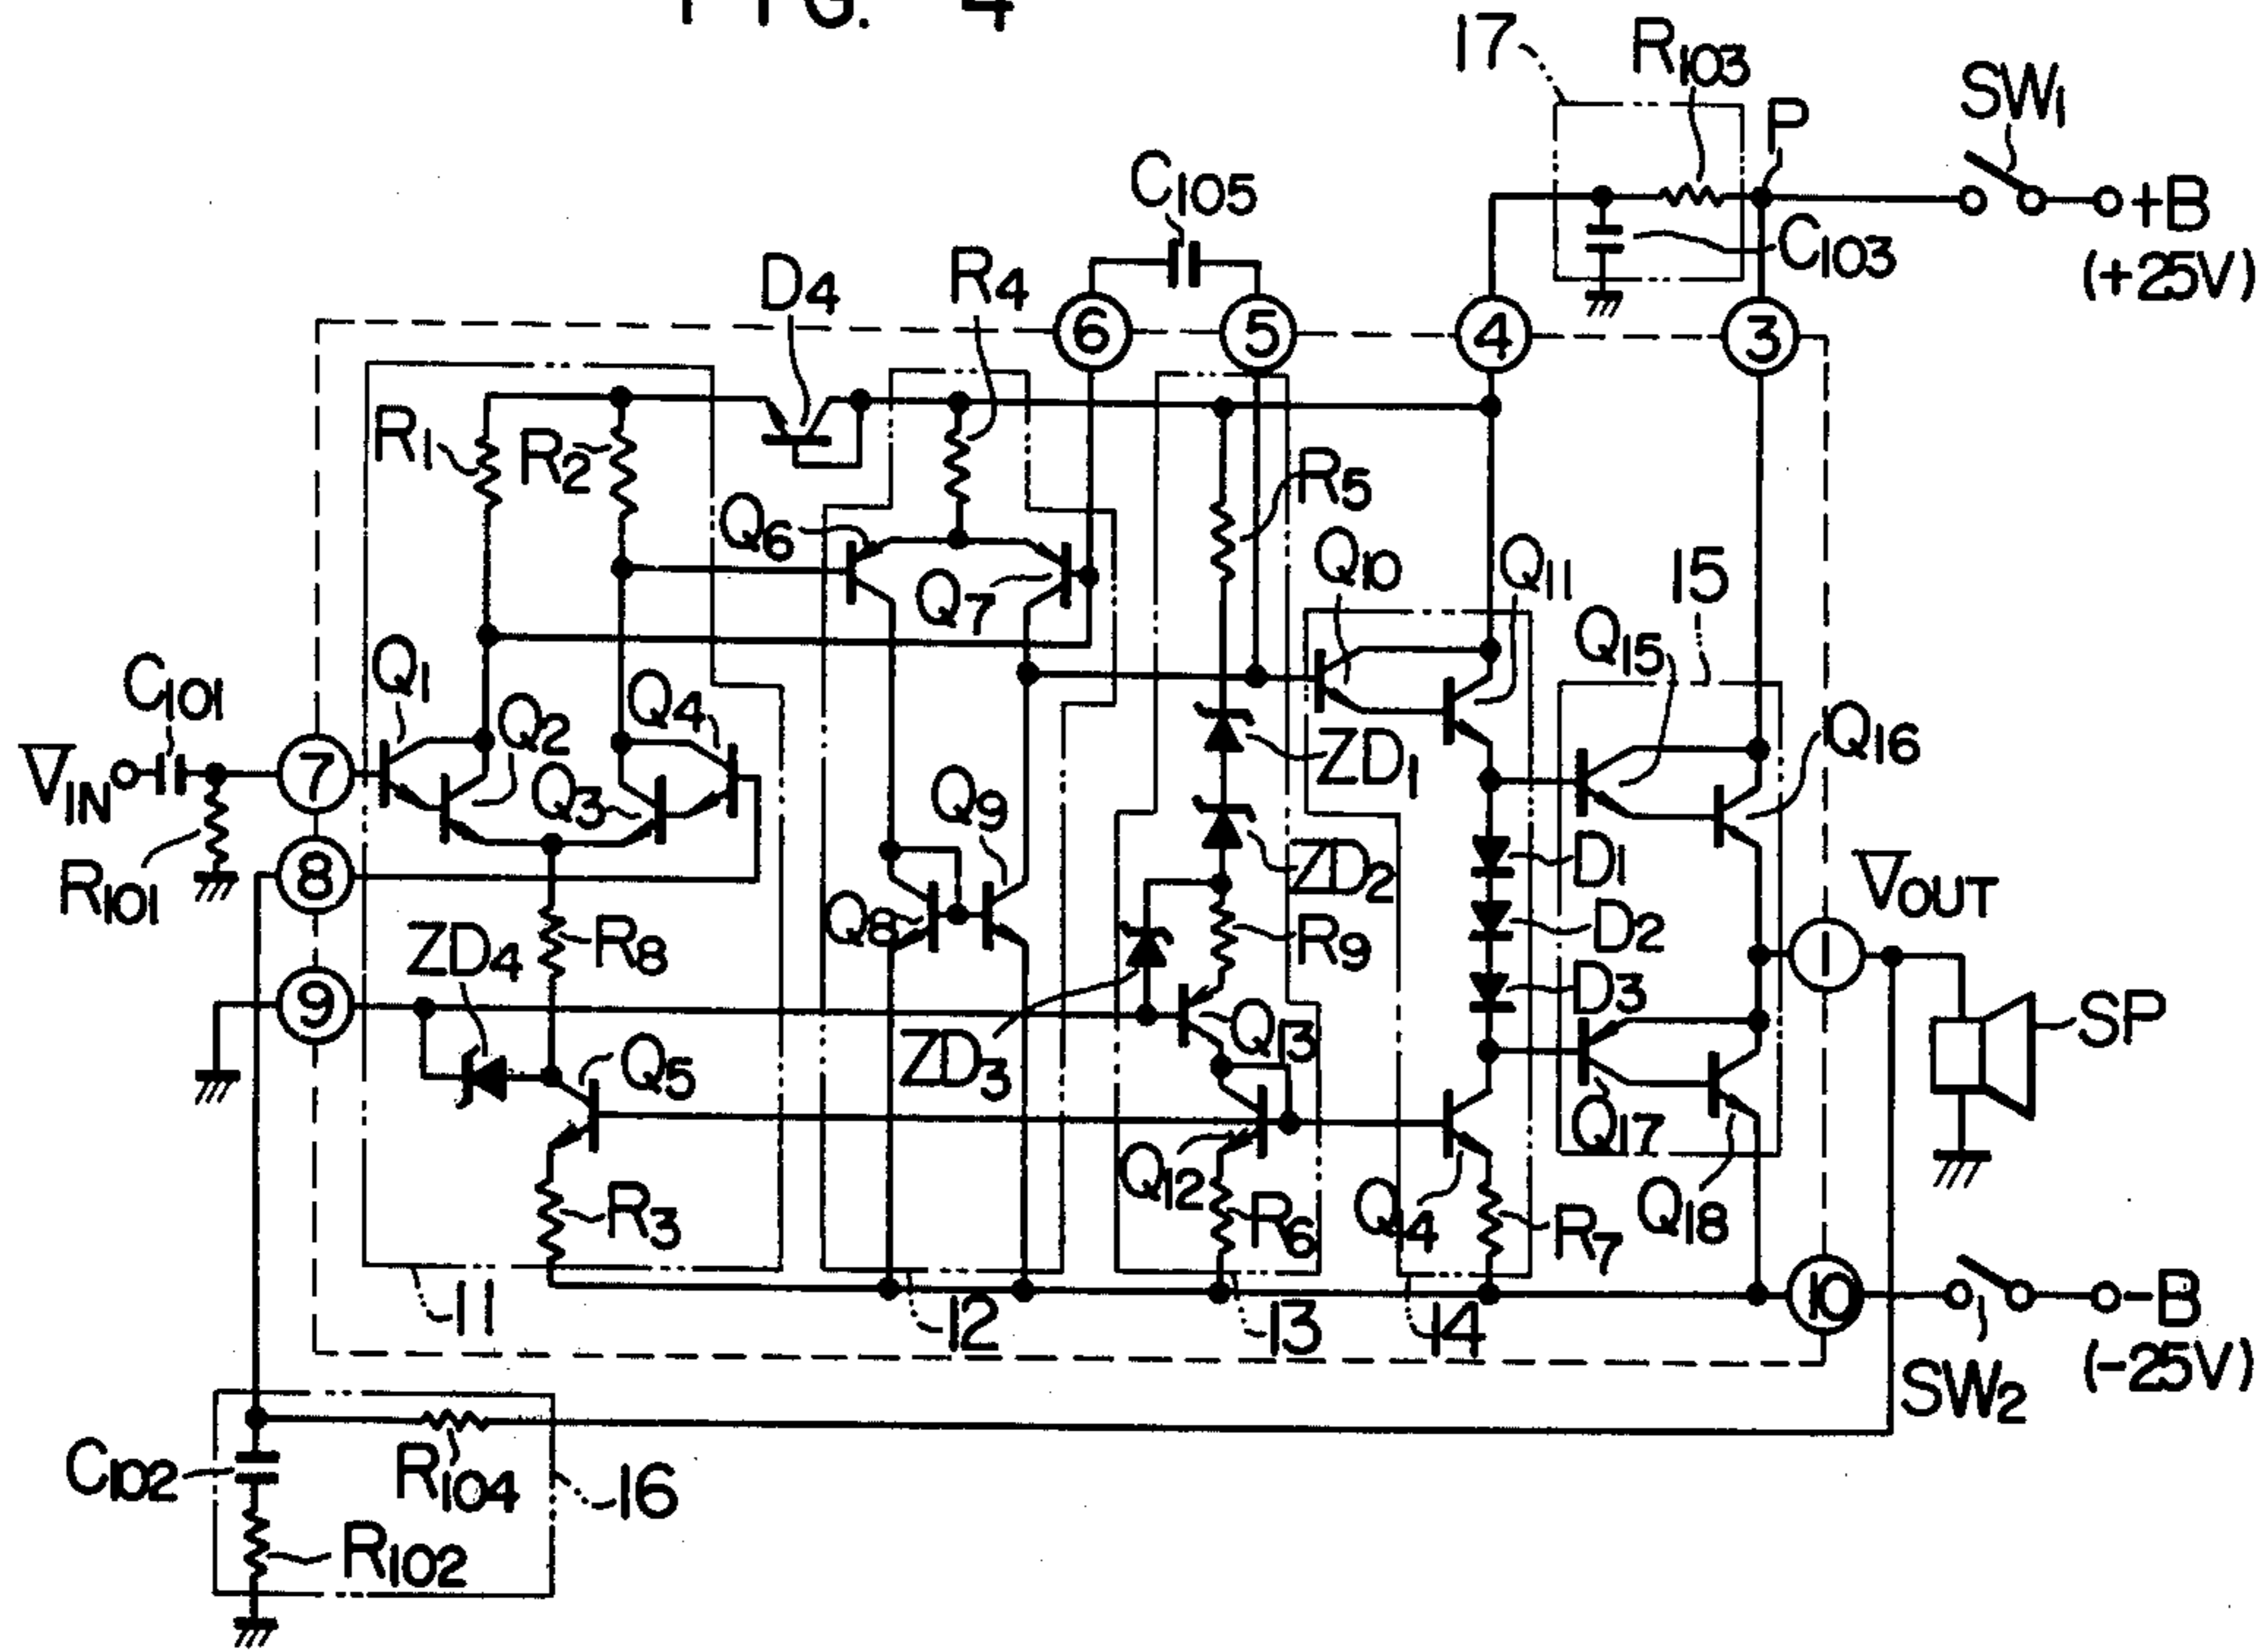 FIG. 4
17
R103
P
SW1
+B
(+25V)
C103
C105
D4
R4
6
5
4
3
R1
R2
Q6
Q7
R5
Q10
Q11
15
Q15
Q16
C101
VIN
R101
7
8
9
Q1
Q2
Q3
Q4
Q9
Q8
ZD1
ZD2
D1
D2
D3
R9
VOUT
1
SP
ZD4
R8
Q5
ZD3
Q13
Q12
Q14
Q17
Q18
R3
R6
R7
10
-B
(-25V)
SW2
11
12
13
14
C102
R104
16
R102